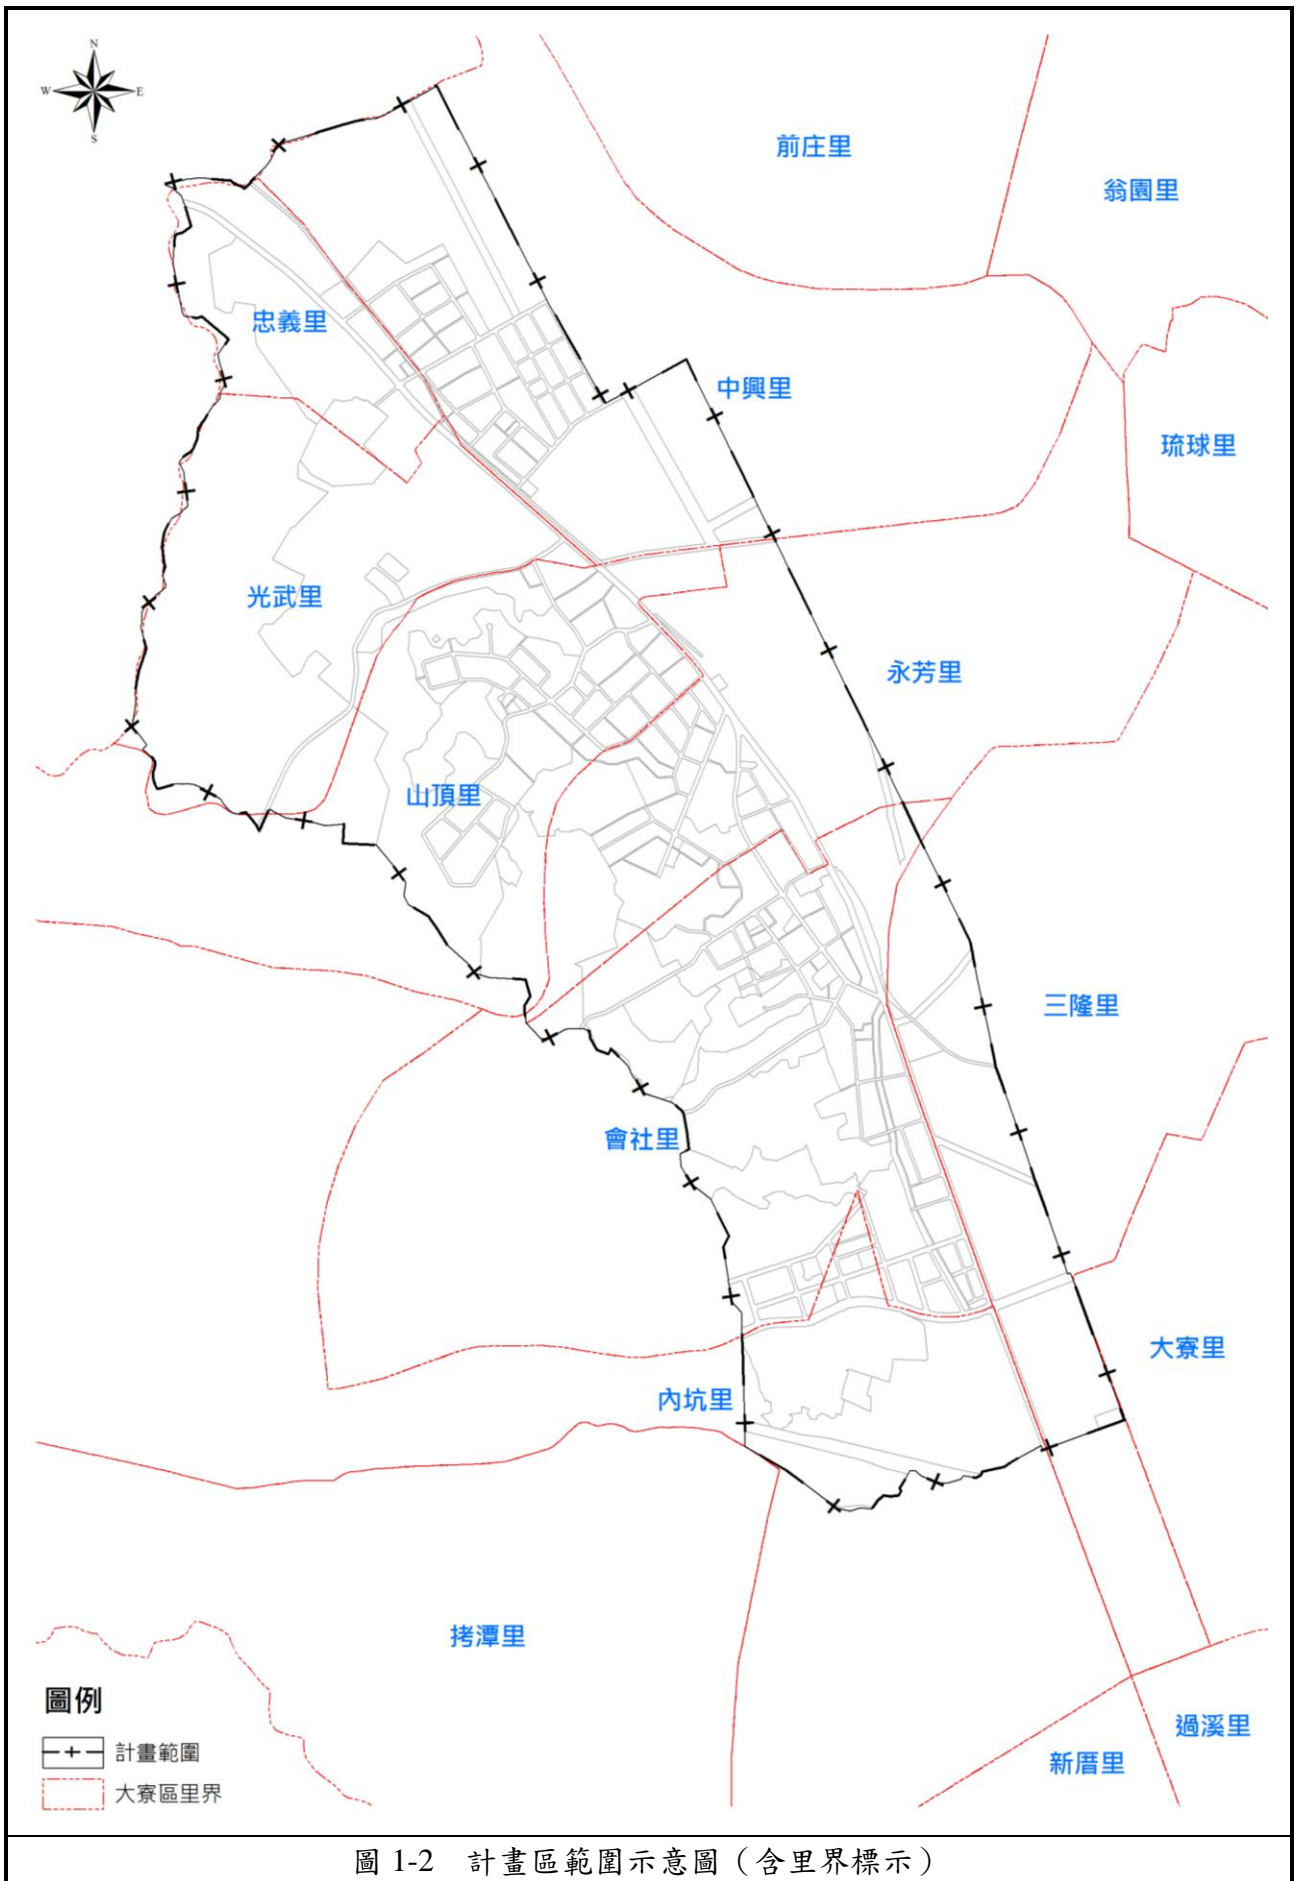 N
W E
S
前庄里
翁園里
忠義里
中興里
琉球里
光武里
永芳里
山頂里
三隆里
會社里
大寮里
內坑里
拷潭里
過溪里
新厝里
圖例
計畫範圍
大寮區里界
圖 1-2 計畫區範圍示意圖（含里界標示）